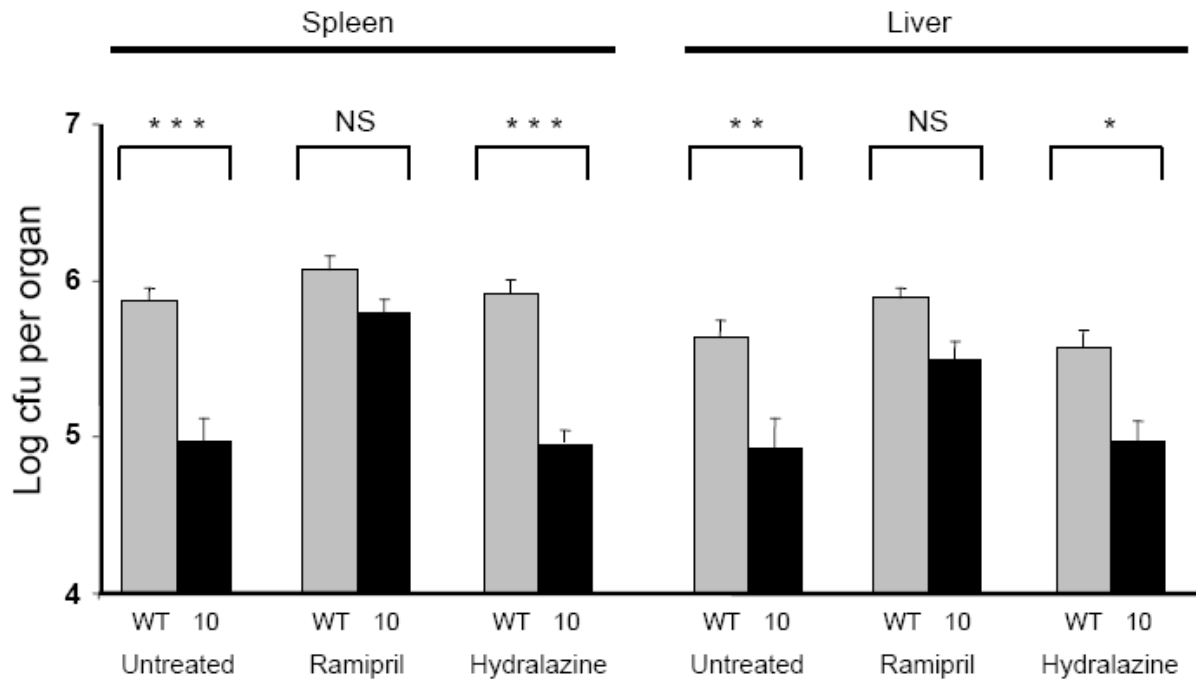 Spleen Liver
*** NS *** ** NS *
7
6
5
4
Log cfu per organ
WT 10 WT 10 WT 10 WT 10 WT 10 WT 10
Untreated Ramipril Hydralazine Untreated Ramipril Hydralazine